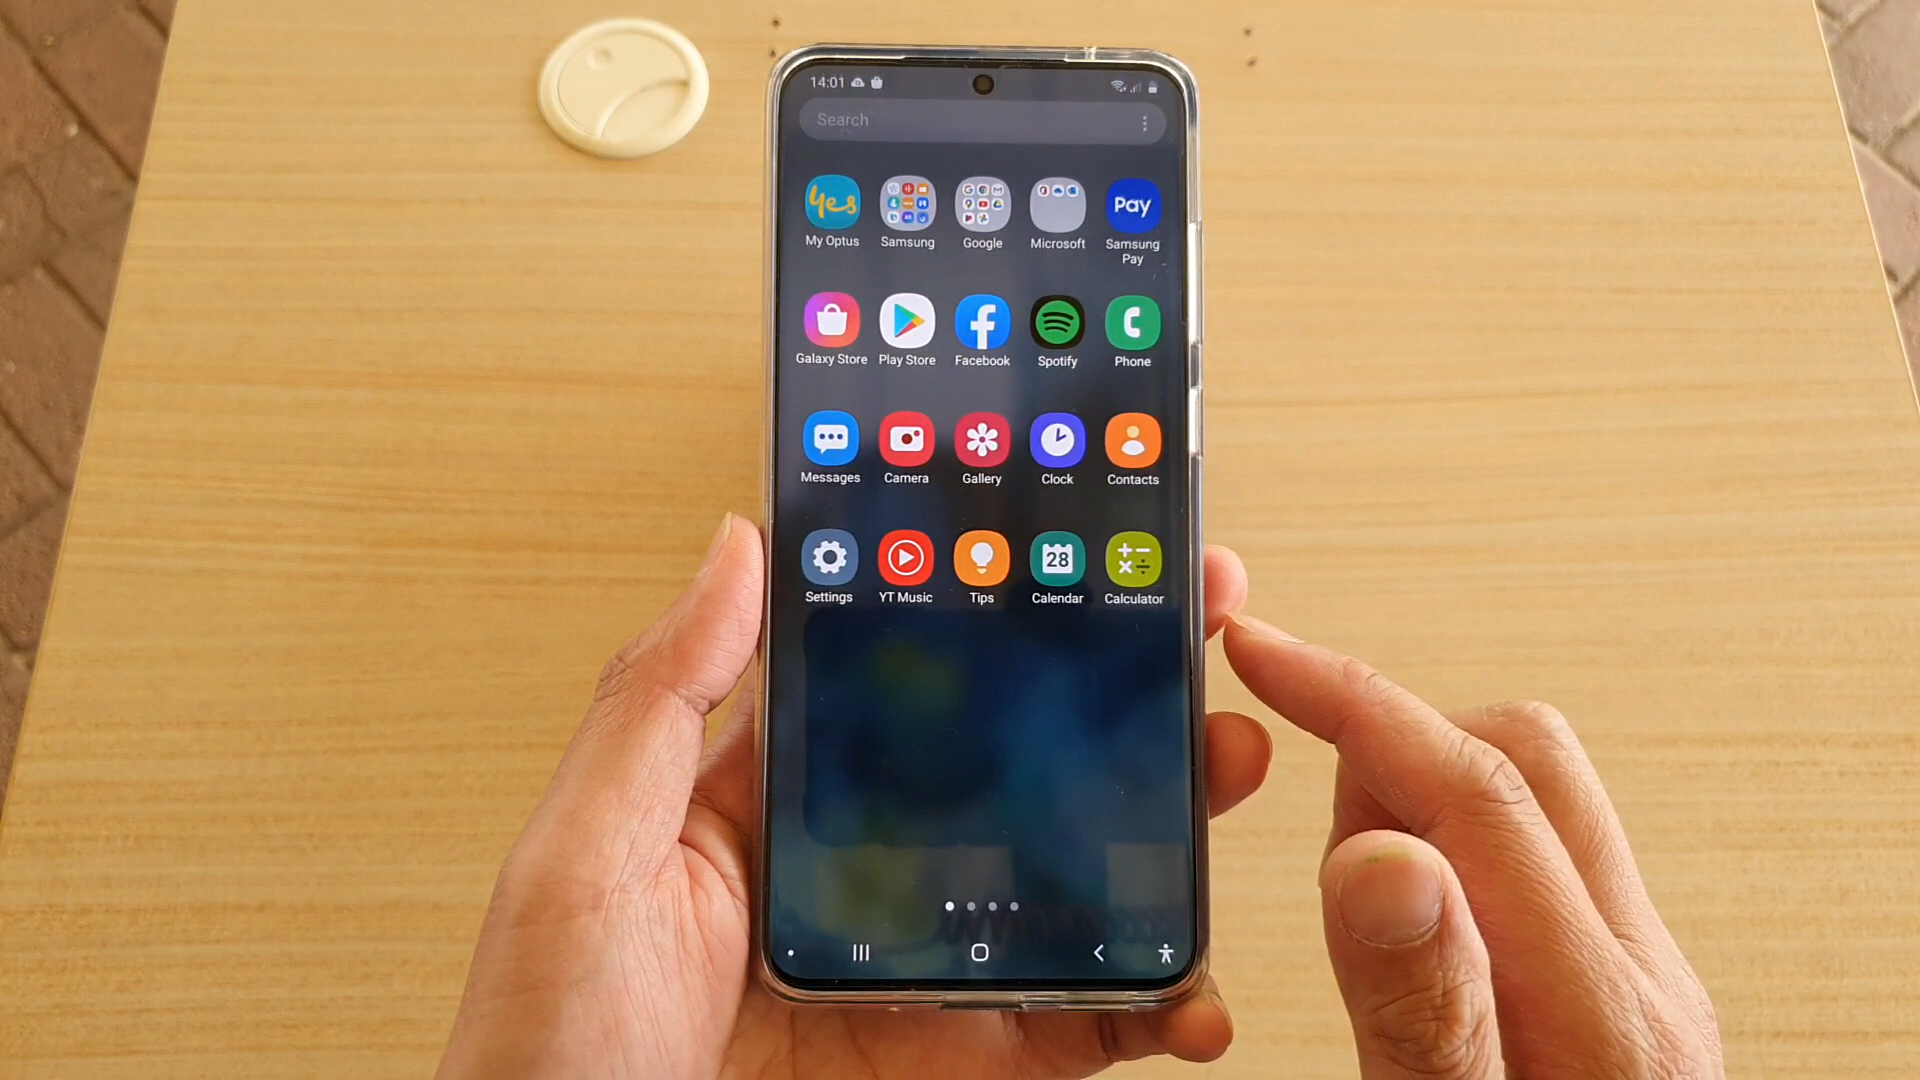 14:01
Search
yes
Pay
My Optus Samsung Google Microsoft Samsung Pay
Galaxy Store Play Store Facebook Spotify Phone
Messages Camera Gallery Clock Contacts
28
Settings YT Music Tips Calendar Calculator